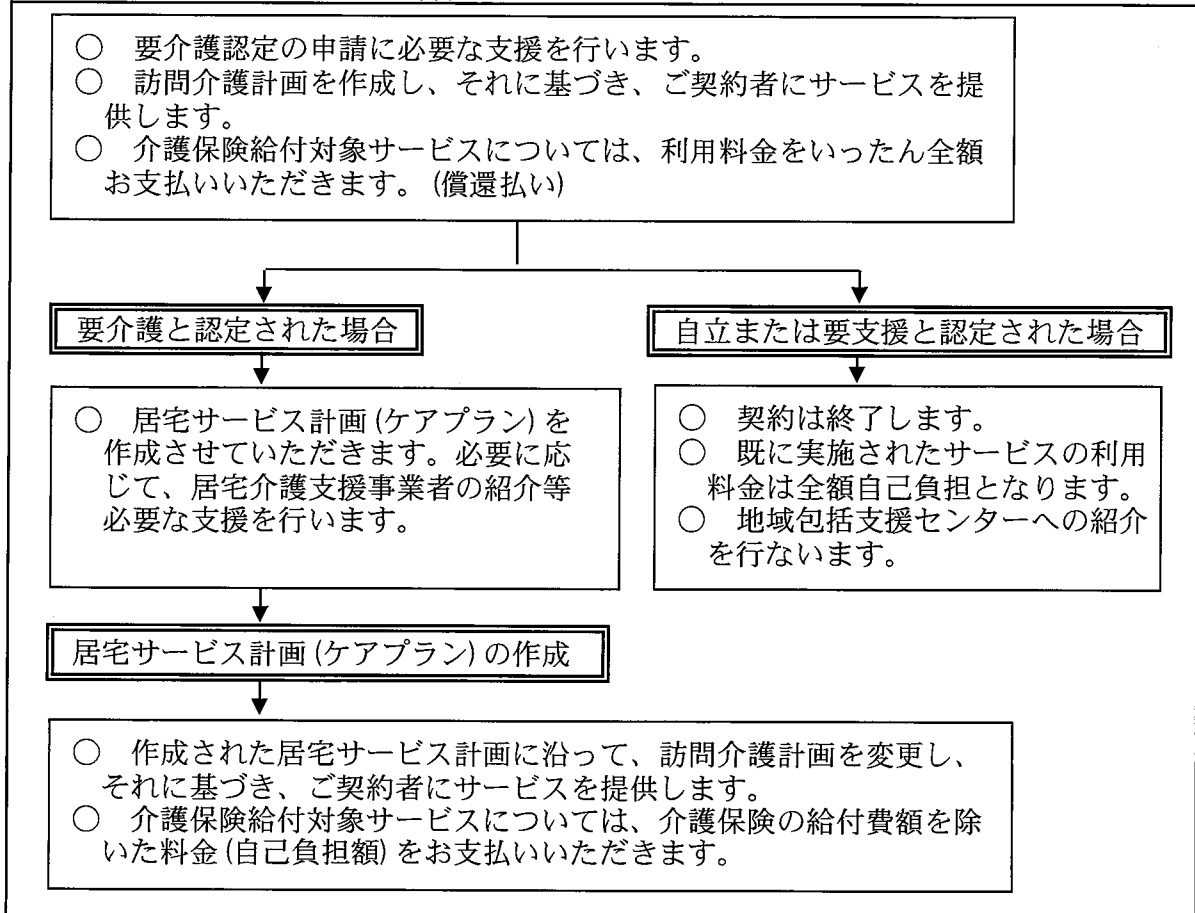 ○ 要介護認定の申請に必要な支援を行います。
○ 訪問介護計画を作成し、それに基づき、ご契約者にサービスを提
供します。
○ 介護保険給付対象サービスについては、利用料金をいったん全額
お支払いいただきます。(償還払い)
要介護と認定された場合
自立または要支援と認定された場合
○ 居宅サービス計画(ケアプラン)を
作成させていただきます。必要に応
じて、居宅介護支援事業者の紹介等
必要な支援を行います。
○ 契約は終了します。
○ 既に実施されたサービスの利用
料金は全額自己負担となります。
○ 地域包括支援センターへの紹介
を行ないます。
居宅サービス計画(ケアプラン)の作成
○ 作成された居宅サービス計画に沿って、訪問介護計画を変更し、
それに基づき、ご契約者にサービスを提供します。
○ 介護保険給付対象サービスについては、介護保険の給付費額を除
いた料金(自己負担額)をお支払いいただきます。